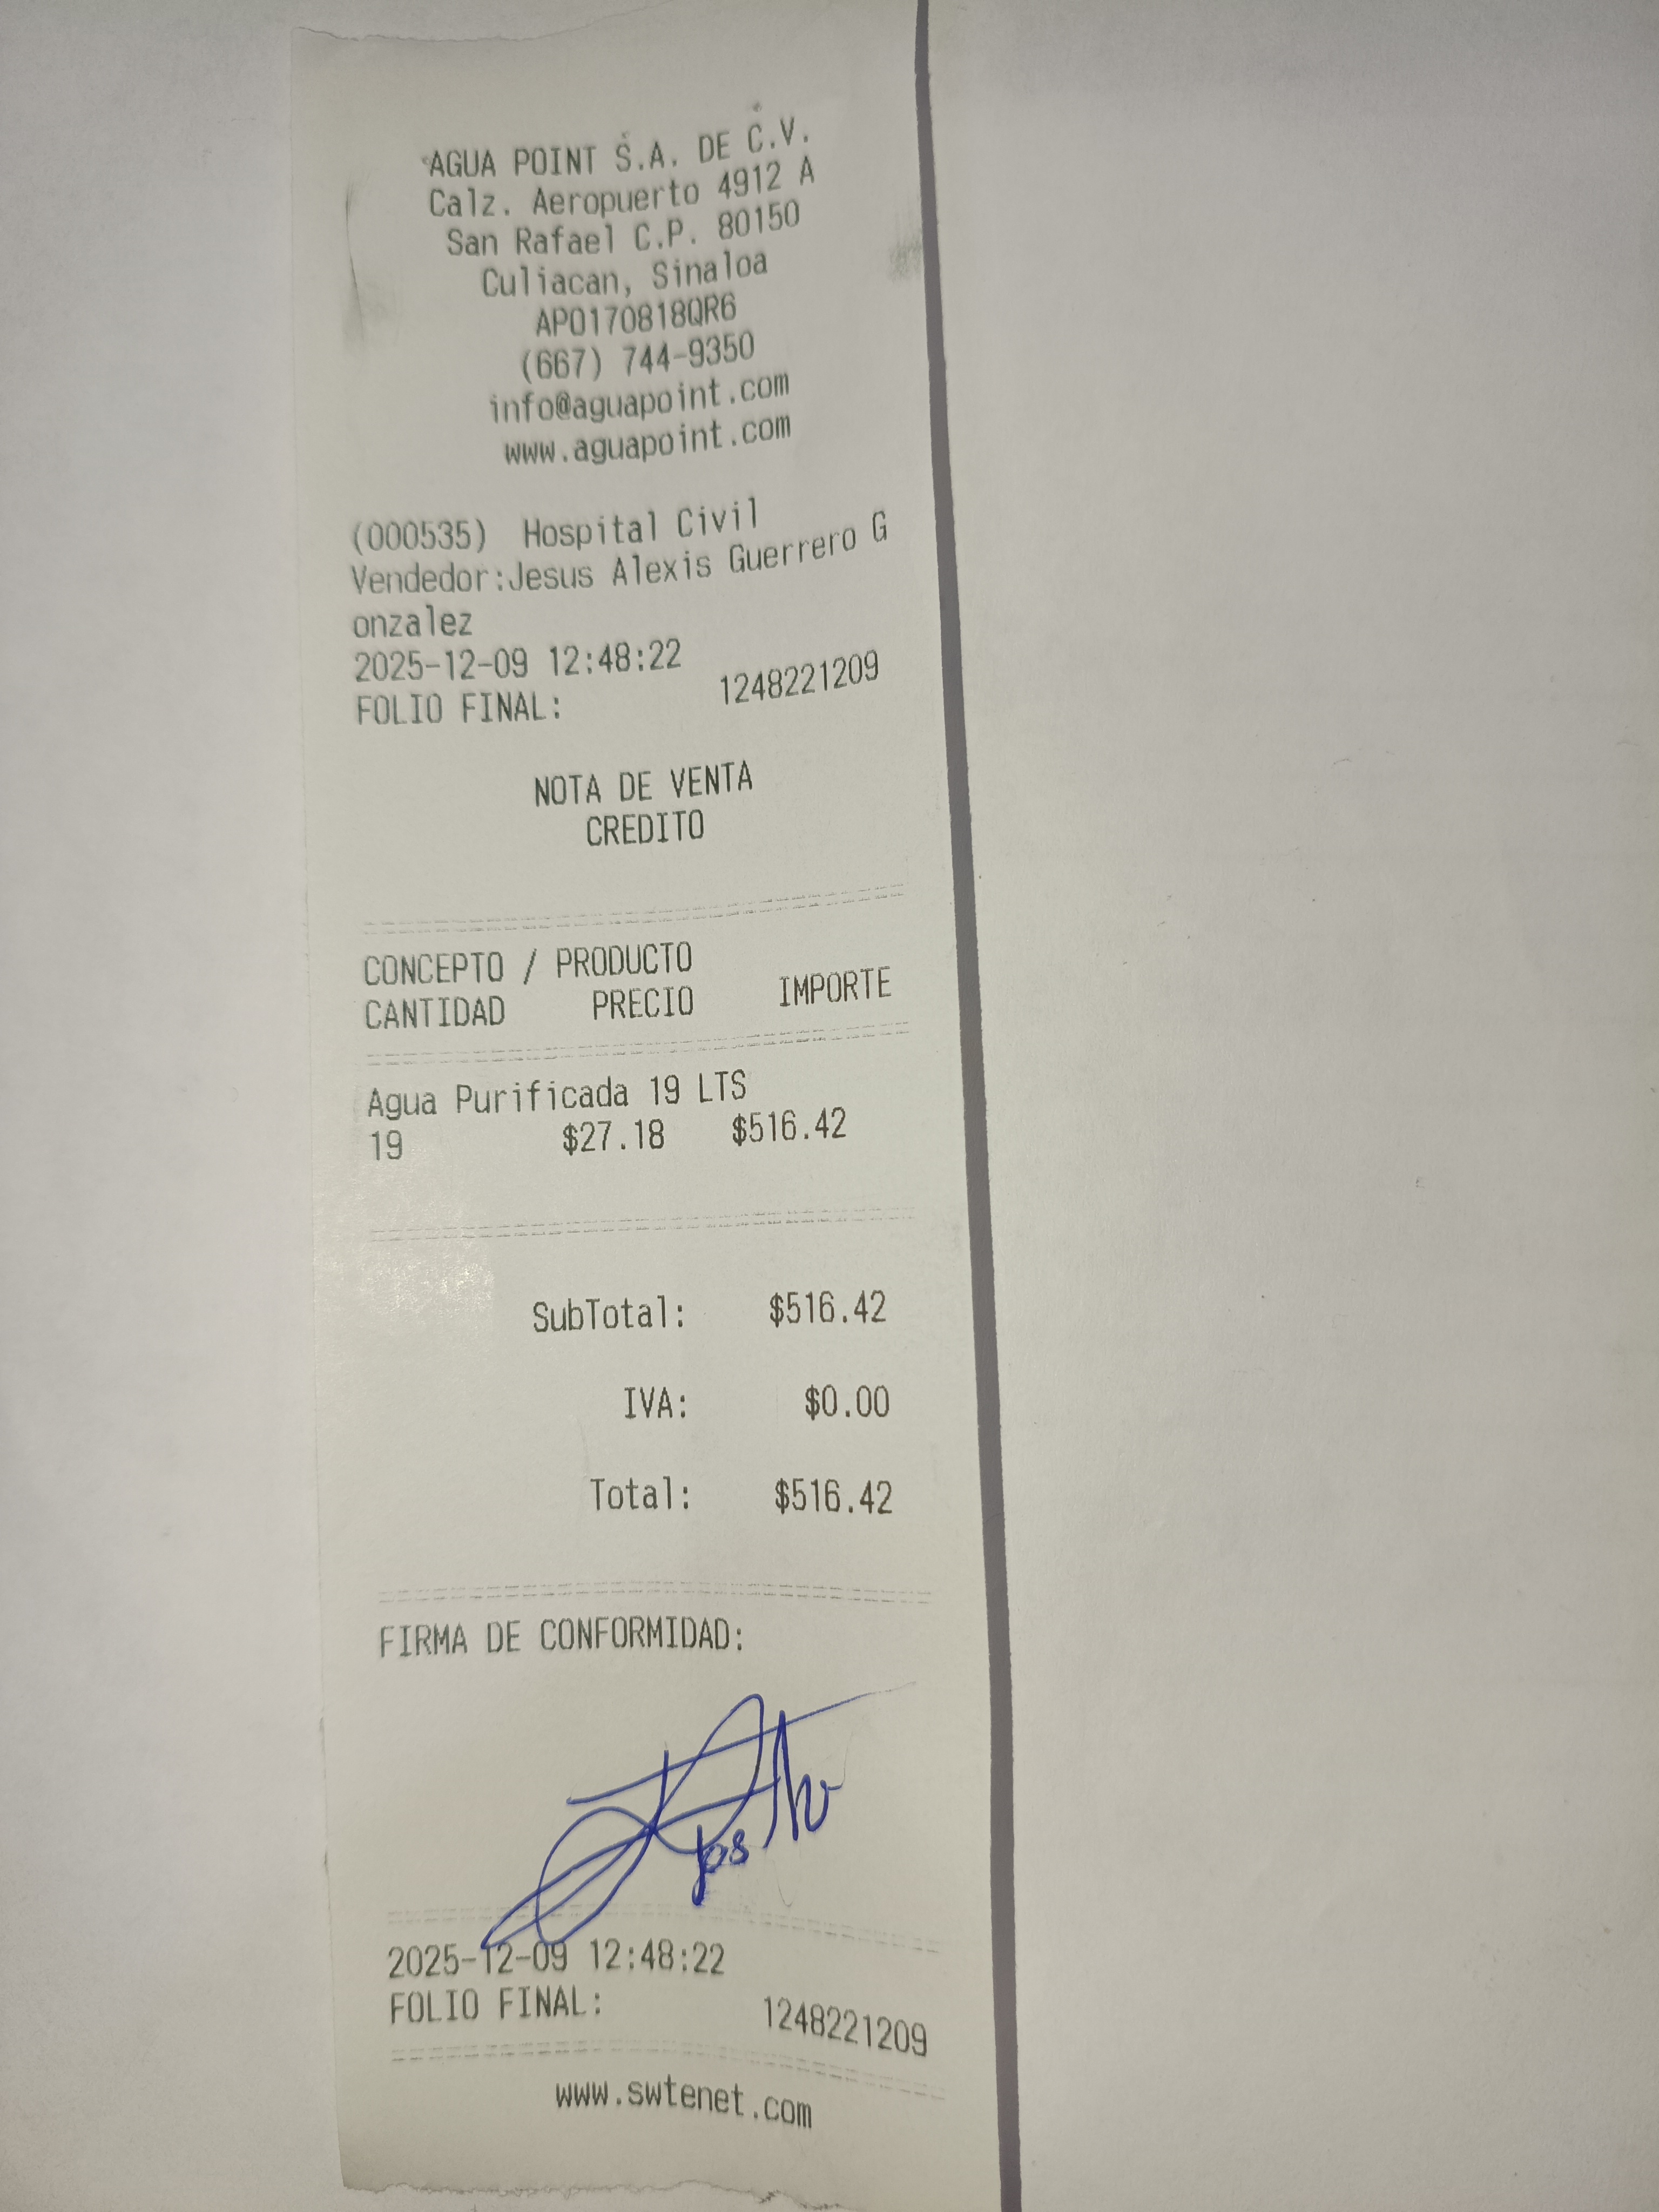 AGUA POINT S.A. DE C.V.
Calz. Aeropuerto 4912 A
San Rafael C.P. 80150
Culiacan, Sinaloa
APO170818QR6
(667) 744-9350
info@aguapoint.com
www.aguapoint.com
(000535) Hospital Civil
Vendedor:Jesus Alexis Guerrero G
onzalez
2025-12-09 12:48:22
FOLIO FINAL: 1248221209
NOTA DE VENTA
CREDITO
CONCEPTO / PRODUCTO
CANTIDAD PRECIO IMPORTE
Agua Purificada 19 LTS
19 $27.18 $516.42
SubTotal: $516.42
IVA: $0.00
Total: $516.42
FIRMA DE CONFORMIDAD:
2025-12-09 12:48:22
FOLIO FINAL: 1248221209
www.swtenet.com